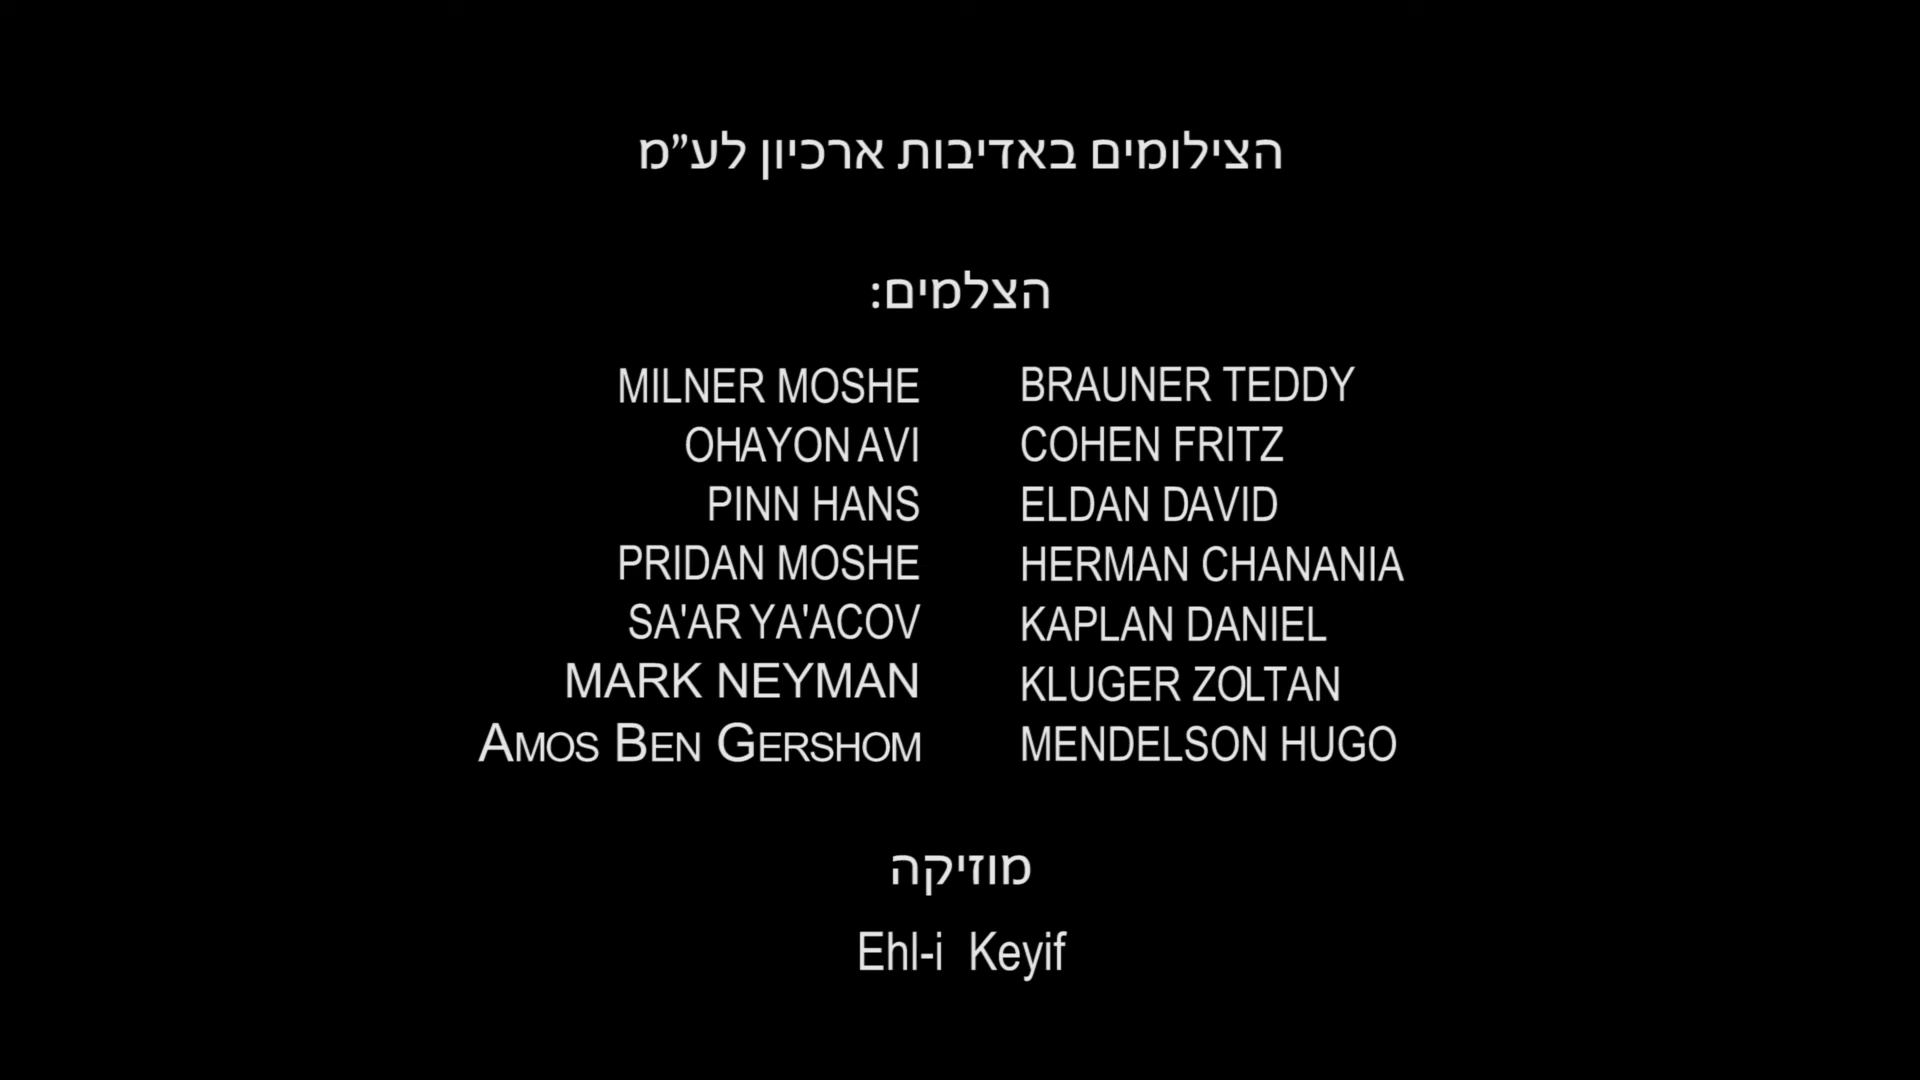 הצילומים באדיבות ארכיון לע"מ
הצלמים:
MILNER MOSHE BRAUNER TEDDY
OHAYON AVI COHEN FRITZ
PINN HANS ELDAN DAVID
PRIDAN MOSHE HERMAN CHANANIA
SA'AR YA'ACOV KAPLAN DANIEL
MARK NEYMAN KLUGER ZOLTAN
AMOS BEN GERSHOM MENDELSON HUGO
מוזיקה
Ehl-i Keyif